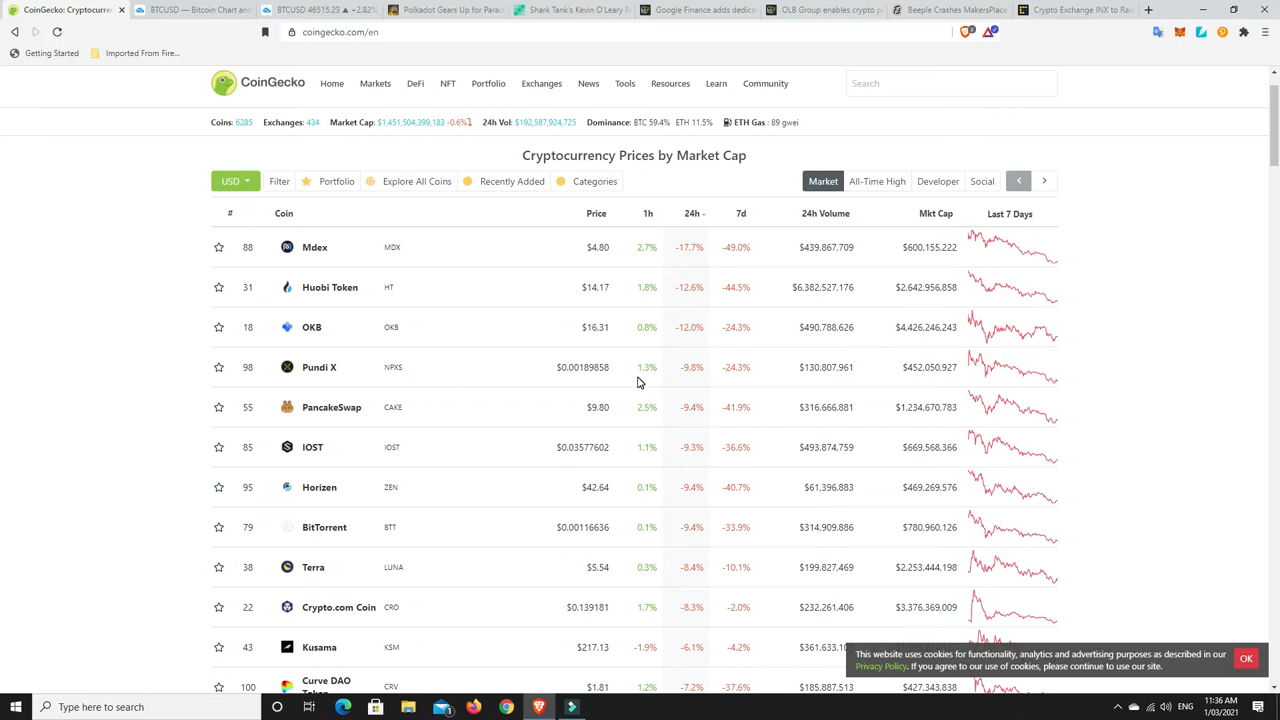 CoinGecko: Cryptocurr
BTCUSD — Bitcoin Chart and
BTCUSD 46515.23 ▲ +2.82%
Polkadot Gears Up for Parac
Shark Tank's Kevin O'Leary fi
Google Finance adds dedica
OLB Group enables crypto pa
Beeple Crashes MakersPlace
Crypto Exchange INX to Rai
coingecko.com/en
Getting Started
Imported From Fire...
CoinGecko
Home
Markets
DeFi
NFT
Portfolio
Exchanges
News
Tools
Resources
Learn
Community
Search
Coins: 6285
Exchanges: 434
Market Cap: $1,451,504,399,183 -0.6%
24h Vol: $192,587,924,725
Dominance: BTC 59.4% ETH 11.5%
ETH Gas : 89 gwei
Cryptocurrency Prices by Market Cap
USD
Filter
Portfolio
Explore All Coins
Recently Added
Categories
Market
All-Time High
Developer
Social
# Coin Price 1h 24h 7d 24h Volume Mkt Cap Last 7 Days
88 Mdex MDX $4.80 2.7% -17.7% -49.0% $439,867,709 $600,155,222
31 Huobi Token HT $14.17 1.8% -12.6% -44.5% $6,382,527,176 $2,642,956,858
18 OKB OKB $16.31 0.8% -12.0% -24.3% $490,788,626 $4,426,246,243
98 Pundi X NPXS $0.00189858 1.3% -9.8% -24.3% $130,807,961 $452,050,927
55 PancakeSwap CAKE $9.80 2.5% -9.4% -41.9% $316,666,881 $1,234,670,783
85 IOST IOST $0.03577602 1.1% -9.3% -36.6% $493,874,759 $669,568,366
95 Horizen ZEN $42.64 0.1% -9.4% -40.7% $61,396,883 $469,269,576
79 BitTorrent BTT $0.00116636 0.1% -9.4% -33.9% $314,909,886 $780,960,126
38 Terra LUNA $5.54 0.3% -8.4% -10.1% $199,827,469 $2,253,444,198
22 Crypto.com Coin CRO $0.139181 1.7% -8.3% -2.0% $232,261,406 $3,376,369,009
43 Kusama KSM $217.13 -1.9% -6.1% -4.2%
100 Curve DAO Token CRV $1.81 1.2% -7.2% -37.6% $185,887,513 $427,343,838
This website uses cookies for functionality, analytics and advertising purposes as described in our
Privacy Policy. If you agree to our use of cookies, please continue to use our site.
OK
Type here to search
11:36 AM
1/03/2021